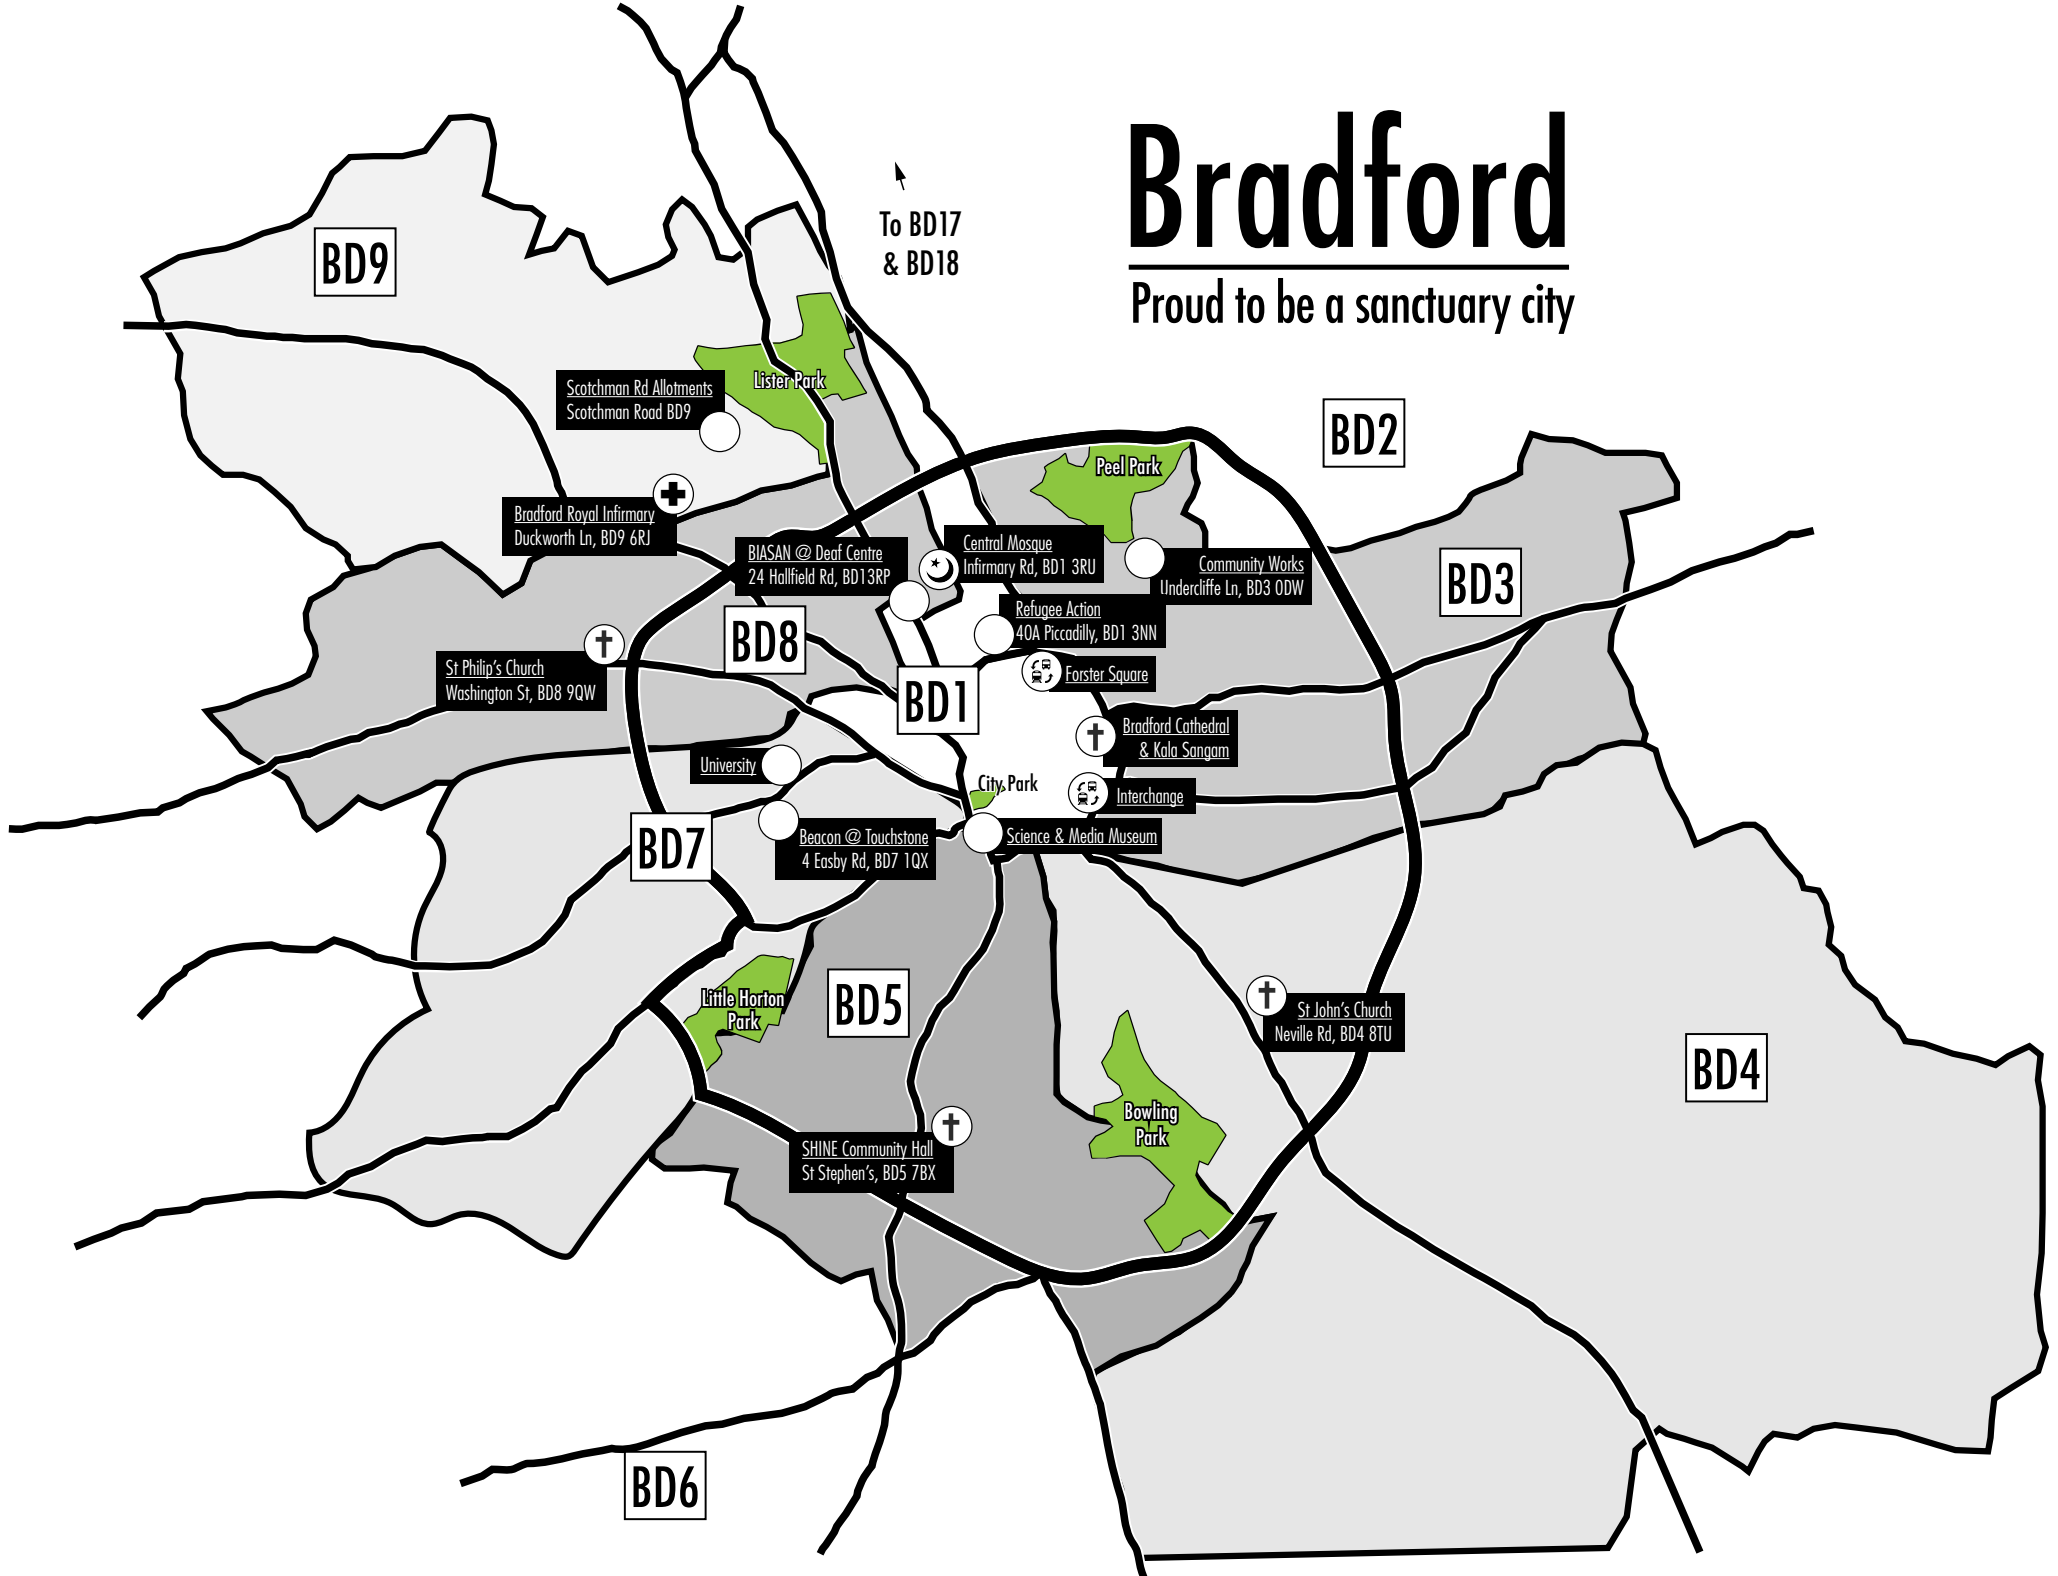 Bradford
Proud to be a sanctuary city
To BD17
& BD18
BD9
Lister Park
Scotchman Rd Allotments
Scotchman Road BD9
BD2
Peel Park
Bradford Royal Infirmary
Duckworth Ln, BD9 6RJ
BIASAN @ Deaf Centre
24 Hallfield Rd, BD13RP
Central Mosque
Infirmary Rd, BD1 3RU
Community Works
Undercliffe Ln, BD3 0DW
BD3
Refugee Action
40A Piccadilly, BD1 3NN
BD8
St Philip's Church
Washington St, BD8 9QW
Forster Square
BD1
Bradford Cathedral
& Kala Sangam
University
City Park
Interchange
BD7
Beacon @ Touchstone
4 Easby Rd, BD7 1QX
Science & Media Museum
Little Horton
Park
BD5
St John's Church
Neville Rd, BD4 8TU
BD4
Bowling
Park
SHINE Community Hall
St Stephen's, BD5 7BX
BD6